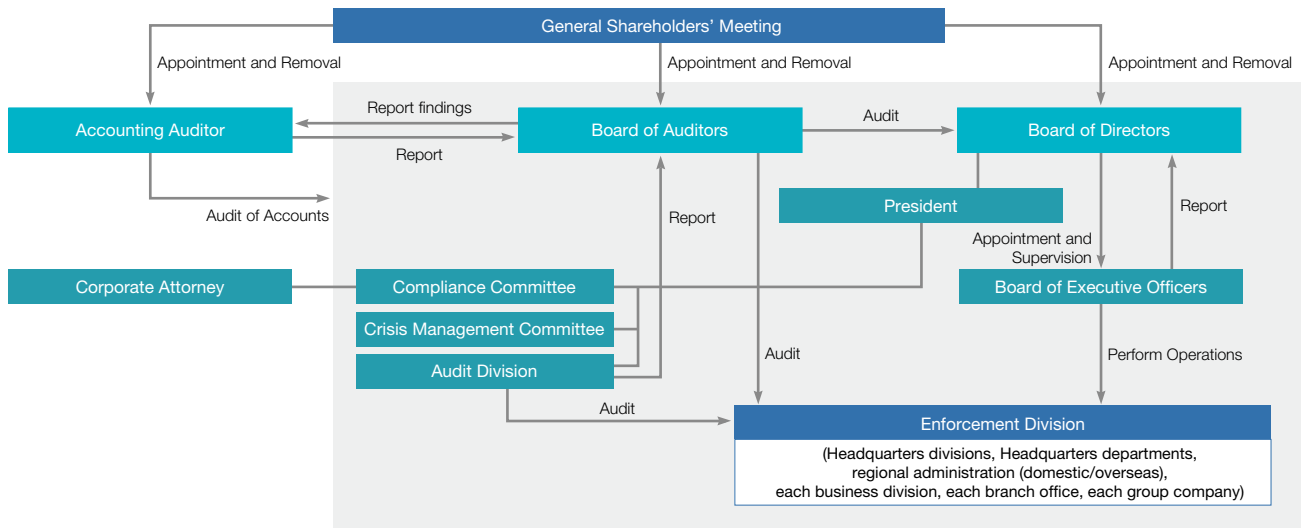 General Shareholders' Meeting
Appointment and Removal
Appointment and Removal
Appointment and Removal
Accounting Auditor
Report findings
Board of Auditors
Audit
Board of Directors
Report
Audit of Accounts
Report
President
Report
Appointment and
Supervision
Corporate Attorney
Compliance Committee
Board of Executive Officers
Crisis Management Committee
Audit Division
Audit
Perform Operations
Audit
Enforcement Division
(Headquarters divisions, Headquarters departments,
regional administration (domestic/overseas),
each business division, each branch office, each group company)